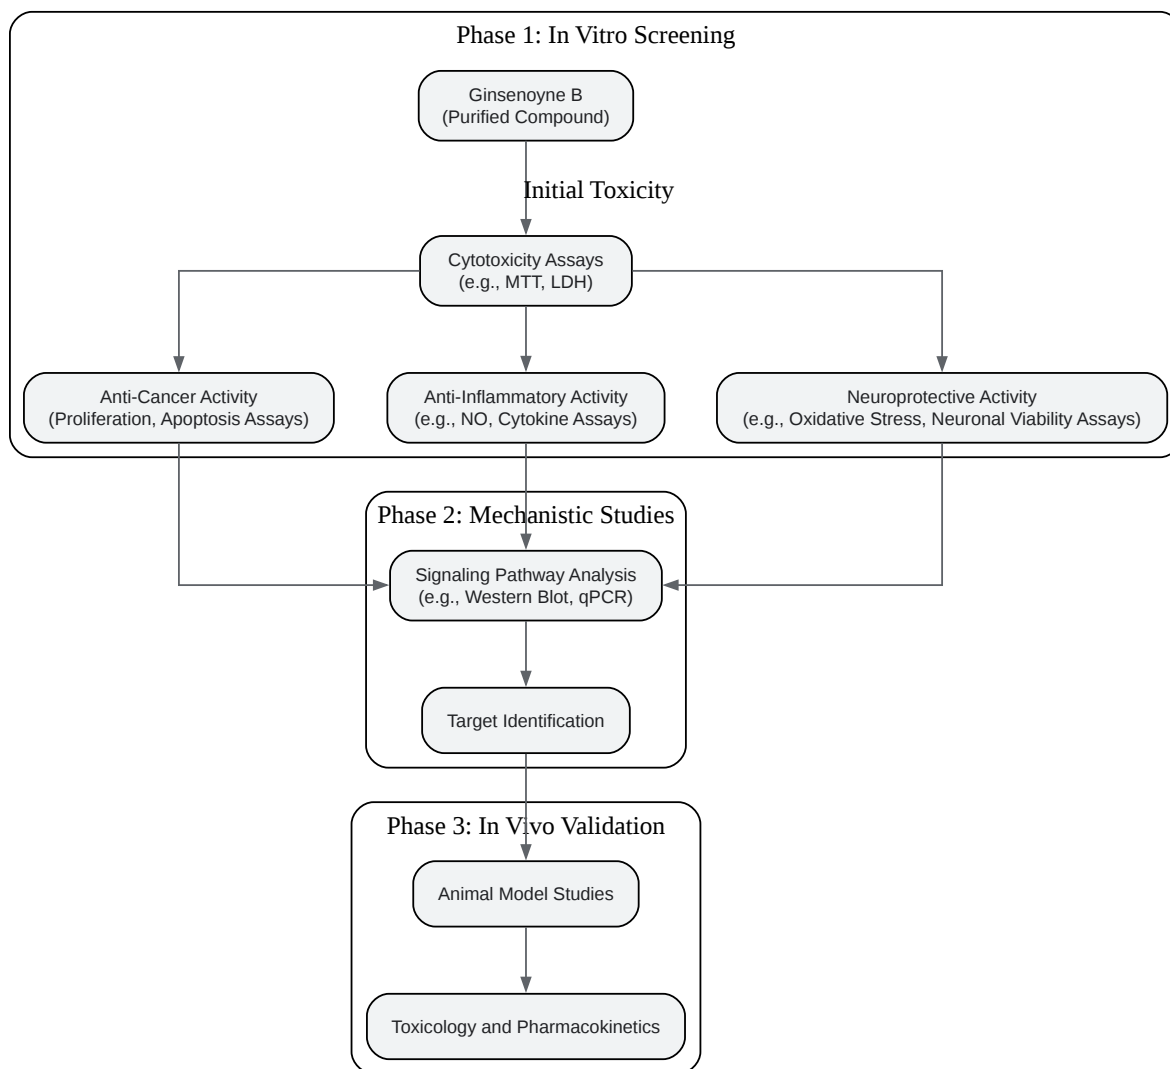 Phase 1: In Vitro Screening
Ginsenoyne B
(Purified Compound)
Initial Toxicity
Cytotoxicity Assays
(e.g., MTT, LDH)
Anti-Cancer Activity
(Proliferation, Apoptosis Assays)
Anti-Inflammatory Activity
(e.g., NO, Cytokine Assays)
Neuroprotective Activity
(e.g., Oxidative Stress, Neuronal Viability Assays)
Phase 2: Mechanistic Studies
Signaling Pathway Analysis
(e.g., Western Blot, qPCR)
Target Identification
Phase 3: In Vivo Validation
Animal Model Studies
Toxicology and Pharmacokinetics